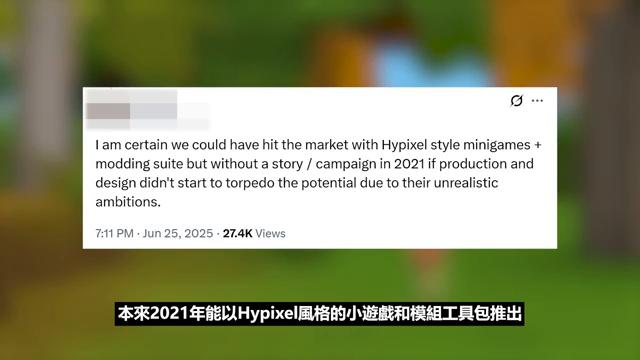 I am certain we could have hit the market with Hypixel style minigames +
modding suite but without a story / campaign in 2021 if production and
design didn't start to torpedo the potential due to their unrealistic
ambitions.
7:11 PM · Jun 25, 2025 · 27.4K Views
本來2021年能以Hypixel風格的小遊戲和模組工具包推出